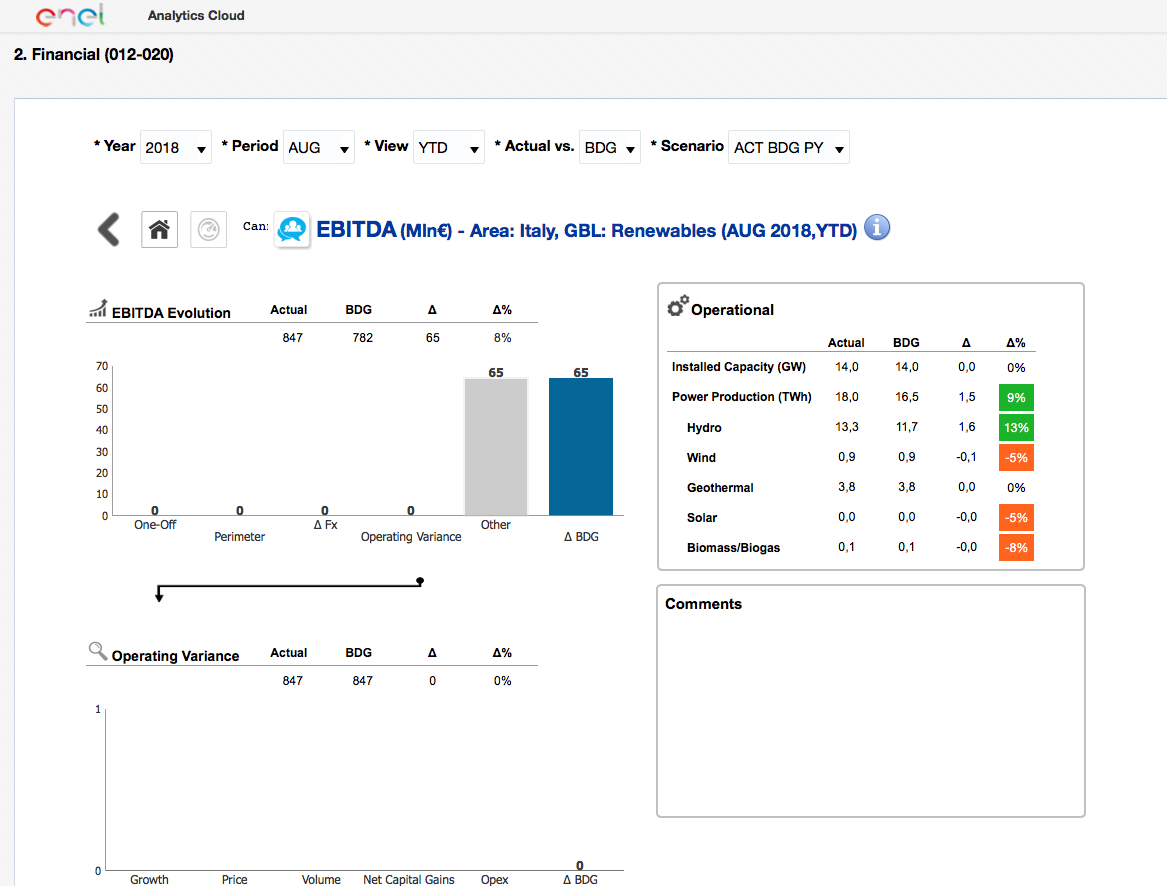 enel Analytics Cloud
2. Financial (012-020)
* Year 2018 * Period AUG * View YTD * Actual vs. BDG * Scenario ACT BDG PY
Can: EBITDA (Mln€) - Area: Italy, GBL: Renewables (AUG 2018,YTD)
EBITDA Evolution Actual BDG Δ Δ%
847 782 65 8%
70
60
50
40
30
20
10
0
0 0 0 0 65 65
One-Off Perimeter Δ Fx Operating Variance Other Δ BDG
Operating Variance Actual BDG Δ Δ%
847 847 0 0%
1
0
0
Growth Price Volume Net Capital Gains Opex Δ BDG
Operational
Actual BDG Δ Δ%
Installed Capacity (GW) 14,0 14,0 0,0 0%
Power Production (TWh) 18,0 16,5 1,5 9%
Hydro 13,3 11,7 1,6 13%
Wind 0,9 0,9 -0,1 -5%
Geothermal 3,8 3,8 0,0 0%
Solar 0,0 0,0 -0,0 -5%
Biomass/Biogas 0,1 0,1 -0,0 -8%
Comments